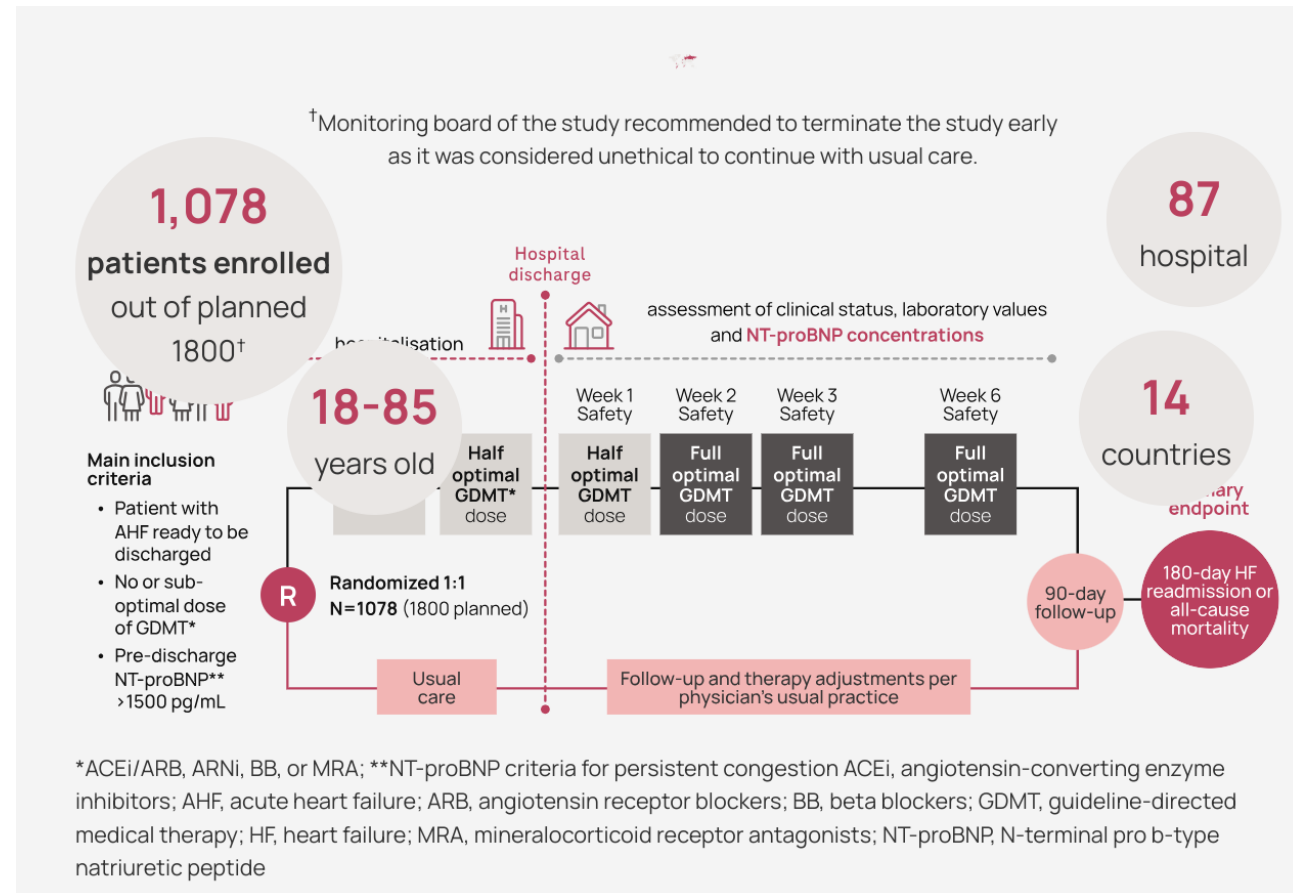 †Monitoring board of the study recommended to terminate the study early
as it was considered unethical to continue with usual care.
1,078
patients enrolled
out of planned
1800†
87
hospital
14
countries
18-85
years old
Hospital
discharge
H
assessment of clinical status, laboratory values
and NT-proBNP concentrations
Main inclusion
criteria
• Patient with
AHF ready to be
discharged
• No or sub-
optimal dose
of GDMT*
• Pre-discharge
NT-proBNP**
>1500 pg/mL
R
Randomized 1:1
N=1078 (1800 planned)
Half
optimal
GDMT*
dose
Week 1
Safety
Half
optimal
GDMT
dose
Week 2
Safety
Full
optimal
GDMT
dose
Week 3
Safety
Full
optimal
GDMT
dose
Week 6
Safety
Full
optimal
GDMT
dose
Usual
care
Follow-up and therapy adjustments per
physician's usual practice
90-day
follow-up
endpoint
180-day HF
readmission or
all-cause
mortality
*ACEi/ARB, ARNi, BB, or MRA; **NT-proBNP criteria for persistent congestion ACEi, angiotensin-converting enzyme
inhibitors; AHF, acute heart failure; ARB, angiotensin receptor blockers; BB, beta blockers; GDMT, guideline-directed
medical therapy; HF, heart failure; MRA, mineralocorticoid receptor antagonists; NT-proBNP, N-terminal pro b-type
natriuretic peptide